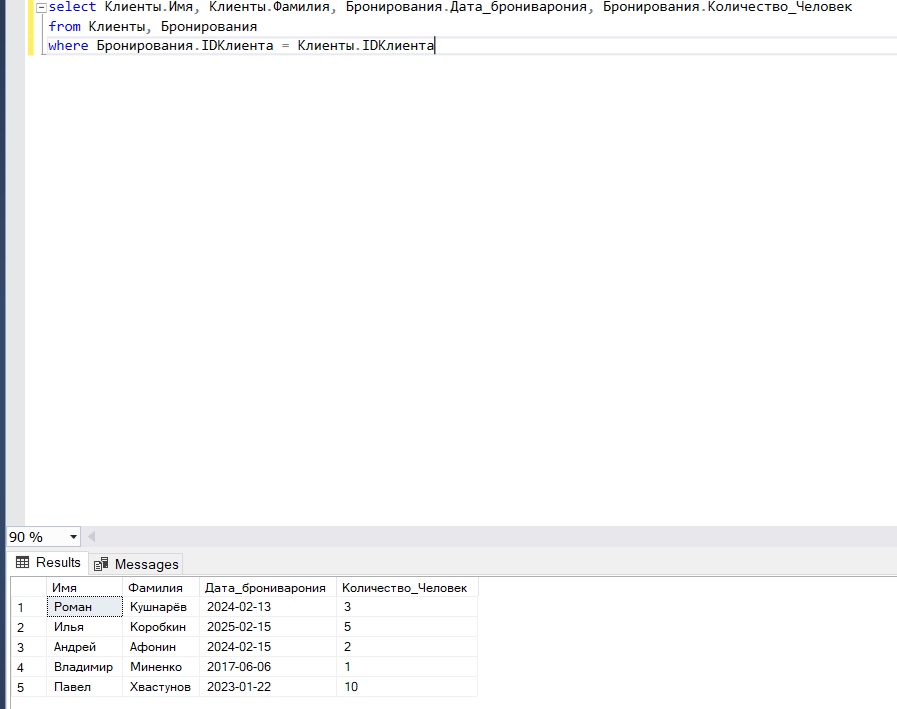 select Клиенты.Имя, Клиенты.Фамилия, Бронирования.Дата_брониварония, Бронирования.Количество_Человек
from Клиенты, Бронирования
where Бронирования.IDКлиента = Клиенты.IDКлиента
90 %
Results Messages
Имя Фамилия Дата_брониварония Количество_Человек
1 Роман Кушнарёв 2024-02-13 3
2 Илья Коробкин 2025-02-15 5
3 Андрей Афонин 2024-02-15 2
4 Владимир Миненко 2017-06-06 1
5 Павел Хвастунов 2023-01-22 10